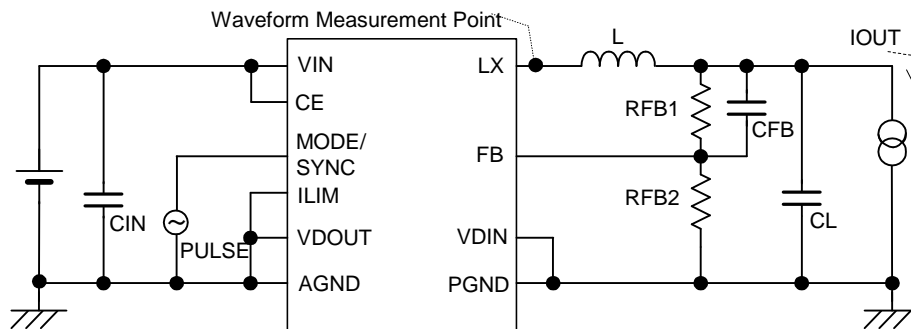 Waveform Measurement Point
L
IOUT
VIN
LX
CE
RFB1
CFB
MODE/
SYNC
FB
ILIM
RFB2
CIN
PULSE
VDOUT
VDIN
CL
AGND
PGND